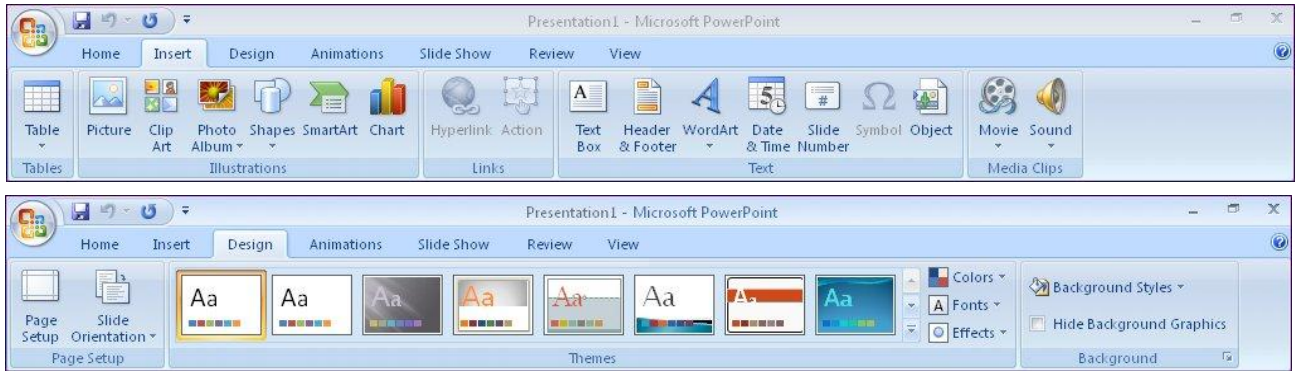 Presentation1 - Microsoft PowerPoint
Home Insert Design Animations Slide Show Review View
Table Picture Clip Art Photo Album Shapes SmartArt Chart Hyperlink Action Text Box Header & Footer WordArt Date & Time Slide Number Symbol Object Movie Sound
Tables Illustrations Links Text Media Clips
Presentation1 - Microsoft PowerPoint
Home Insert Design Animations Slide Show Review View
Page Setup Slide Orientation Aa Aa Aa Aa Aa Aa Aa Aa
Colors
Fonts
Effects
Background Styles
Hide Background Graphics
Page Setup Themes Background